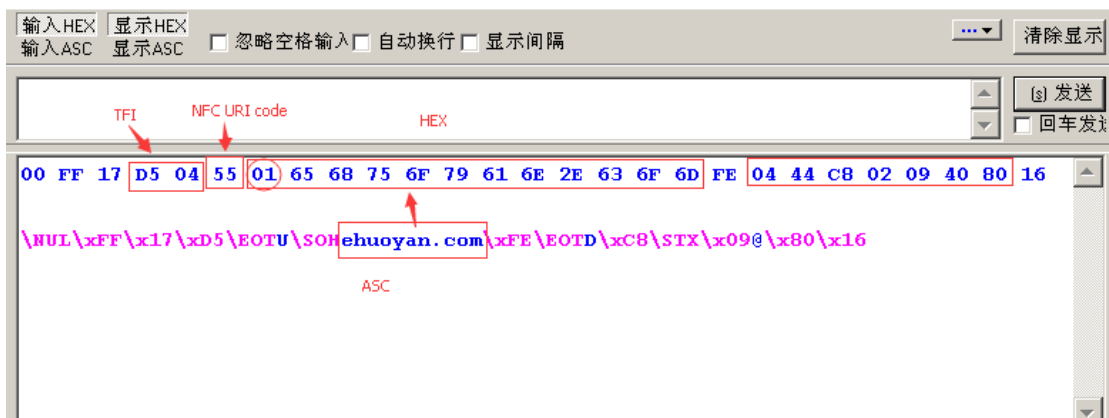 输入HEX 显示HEX
输入ASC 显示ASC 忽略空格输入 自动换行 显示间隔 ... 清除显示
(s) 发送
TFI NFC URI code HEX
回车发送
00 FF 17 D5 04 55 01 65 68 75 6F 79 61 6E 2E 63 6F 6D FE 04 44 C8 02 09 40 80 16
\NUL\xFF\x17\xD5\EOTU\SOHehuoyan.com\xFE\EOTD\xC8\STX\x09@\x80\x16
ASC